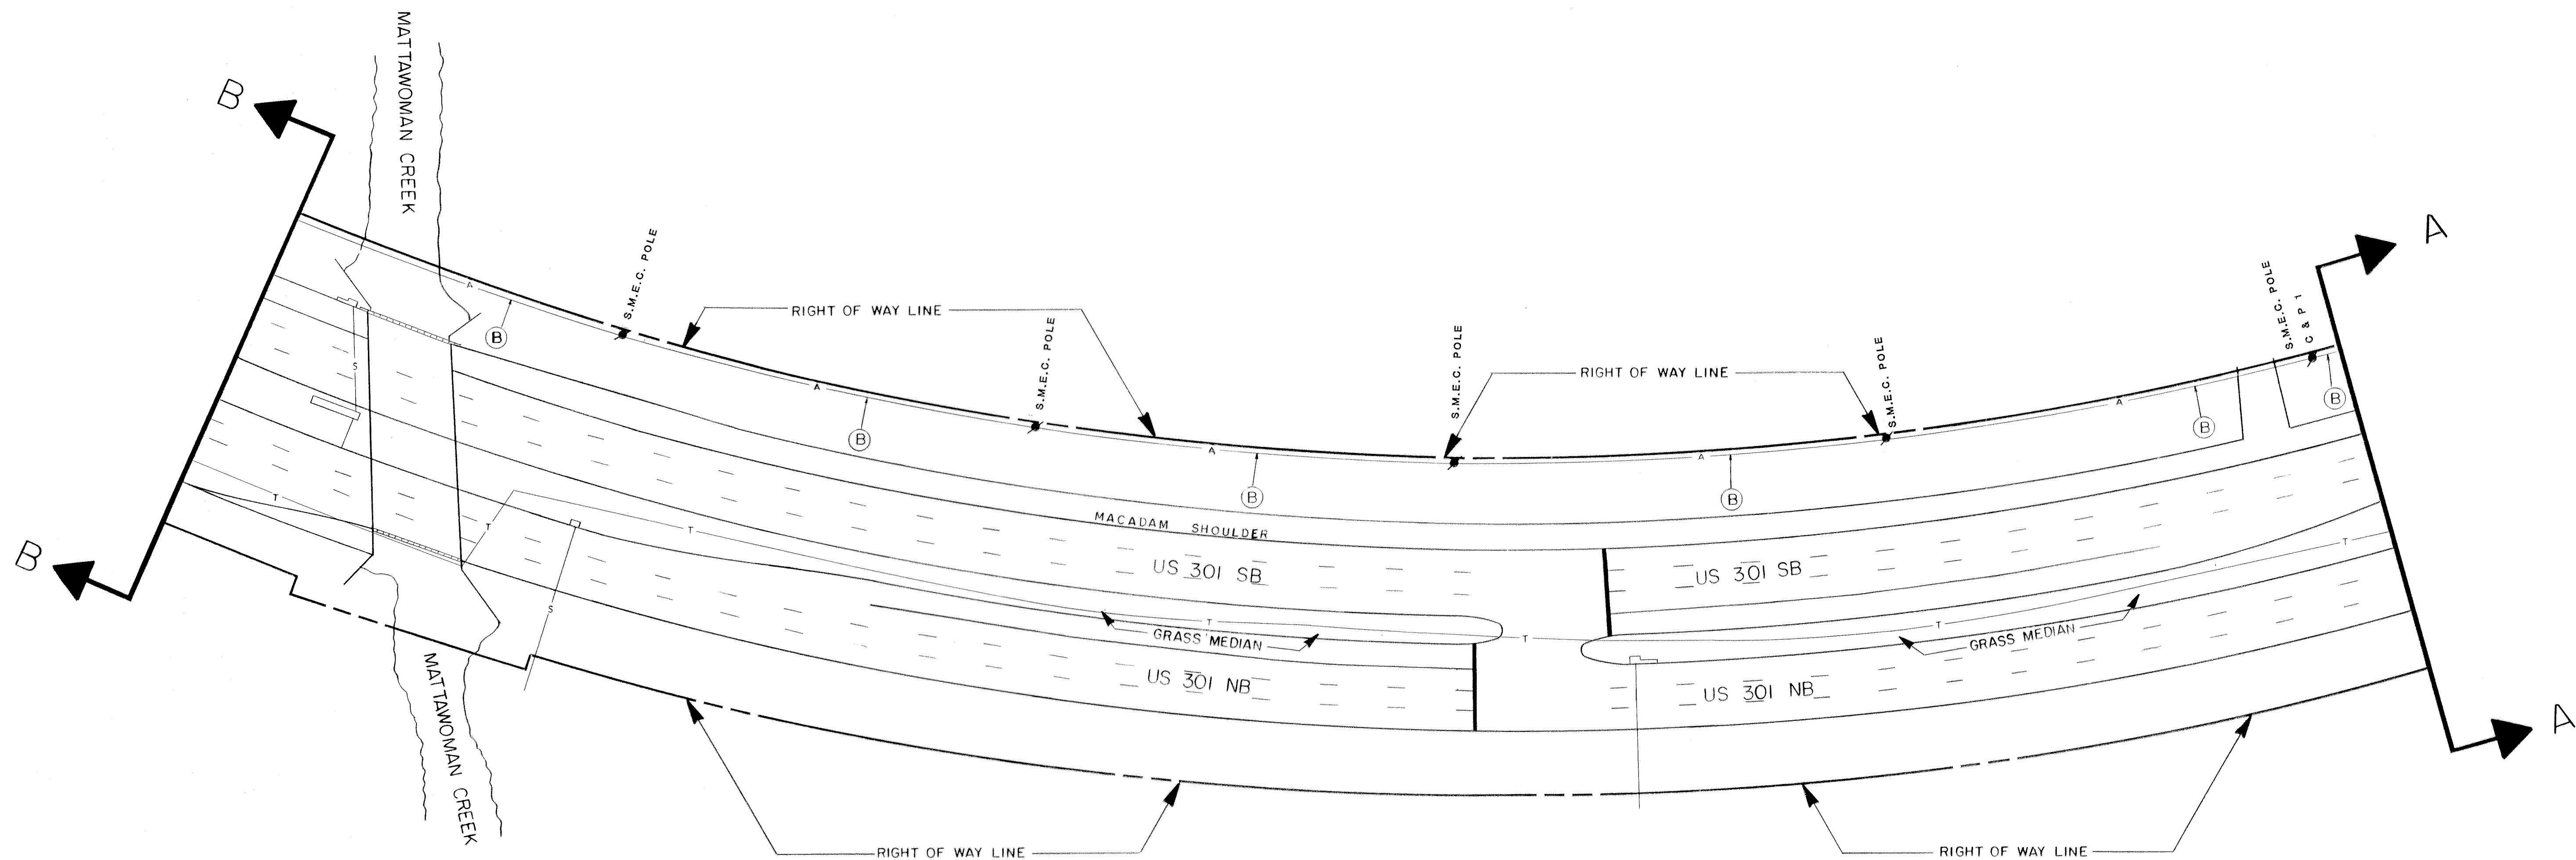 MATTAWOMAN CREEK
B
A
S.M.E.C. POLE
S.M.E.C. POLE
S.M.E.C. POLE
S.M.E.C. POLE
S.M.E.C. POLE
C & P 1
RIGHT OF WAY LINE
RIGHT OF WAY LINE
A
A
A
A
A
B
B
B
B
B
B
S
T
T
T
MACADAM SHOULDER
US 301 SB
US 301 SB
T
T
T
T
GRASS MEDIAN
GRASS MEDIAN
S
US 301 NB
US 301 NB
B
A
MATTAWOMAN CREEK
RIGHT OF WAY LINE
RIGHT OF WAY LINE